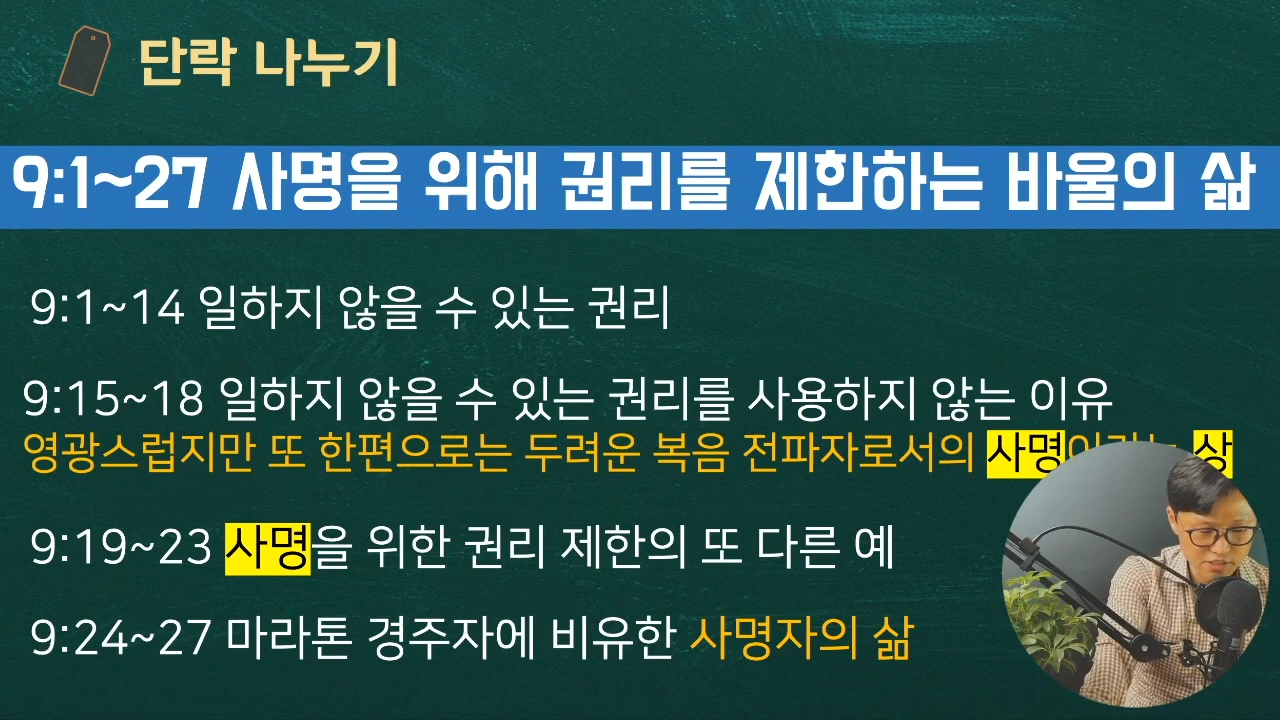 단락 나누기
9:1~27 사명을 위해 권리를 제한하는 바울의 삶
9:1~14 일하지 않을 수 있는 권리
9:15~18 일하지 않을 수 있는 권리를 사용하지 않는 이유
영광스럽지만 또 한편으로는 두려운 복음 전파자로서의 사명이라는 상
9:19~23 사명을 위한 권리 제한의 또 다른 예
9:24~27 마라톤 경주자에 비유한 사명자의 삶